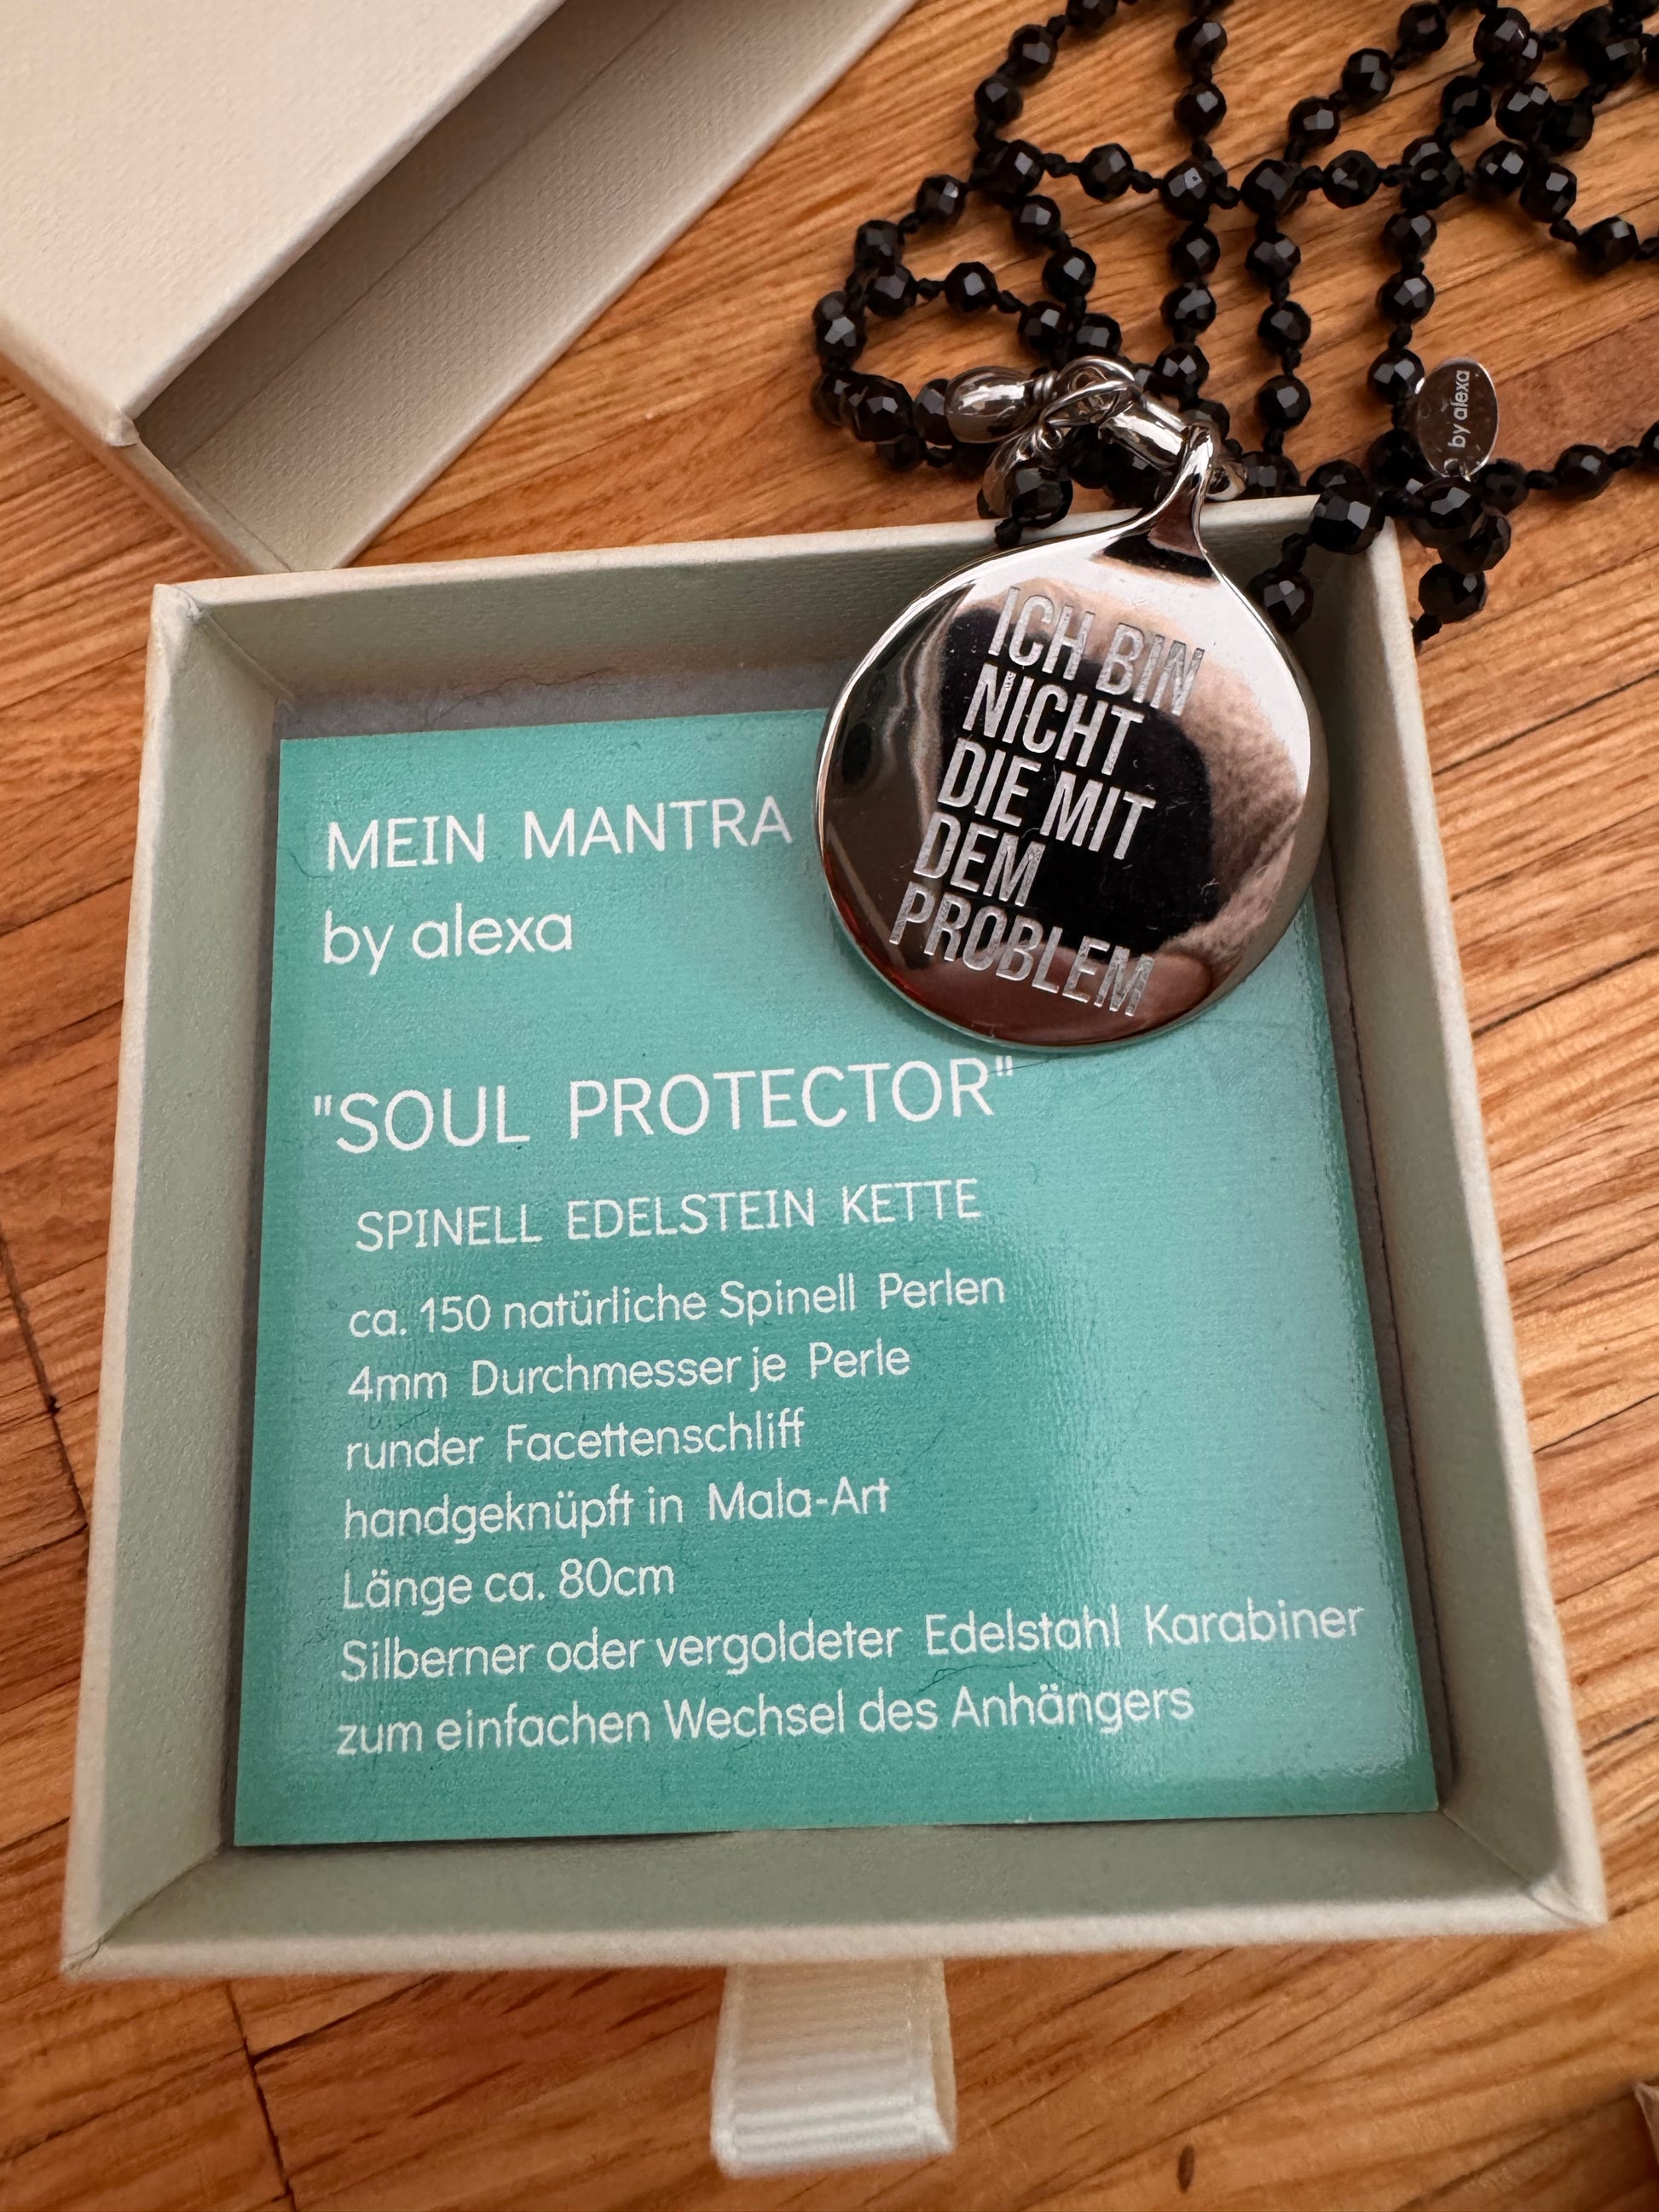 by alexa
ICH BIN
NICHT
DIE MIT
DEM
PROBLEM
MEIN MANTRA
by alexa
"SOUL PROTECTOR"
SPINELL EDELSTEIN KETTE
ca. 150 natürliche Spinell Perlen
4mm Durchmesser je Perle
runder Facettenschliff
handgeknüpft in Mala-Art
Länge ca. 80cm
Silberner oder vergoldeter Edelstahl Karabiner
zum einfachen Wechsel des Anhängers